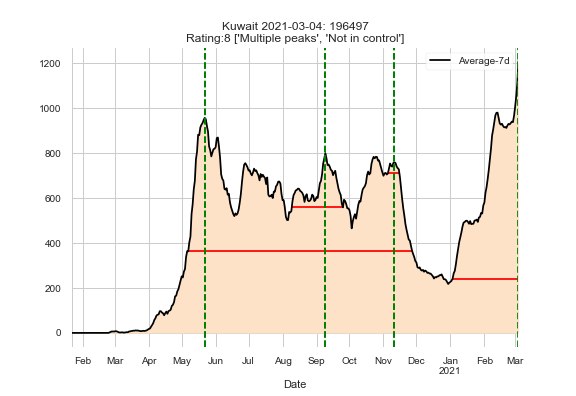 Kuwait 2021-03-04: 196497
Rating:8 ['Multiple peaks', 'Not in control']
Average-7d
1200
1000
800
600
400
200
0
Feb Mar Apr May Jun Jul Aug Sep Oct Nov Dec Jan Feb Mar
2021
Date